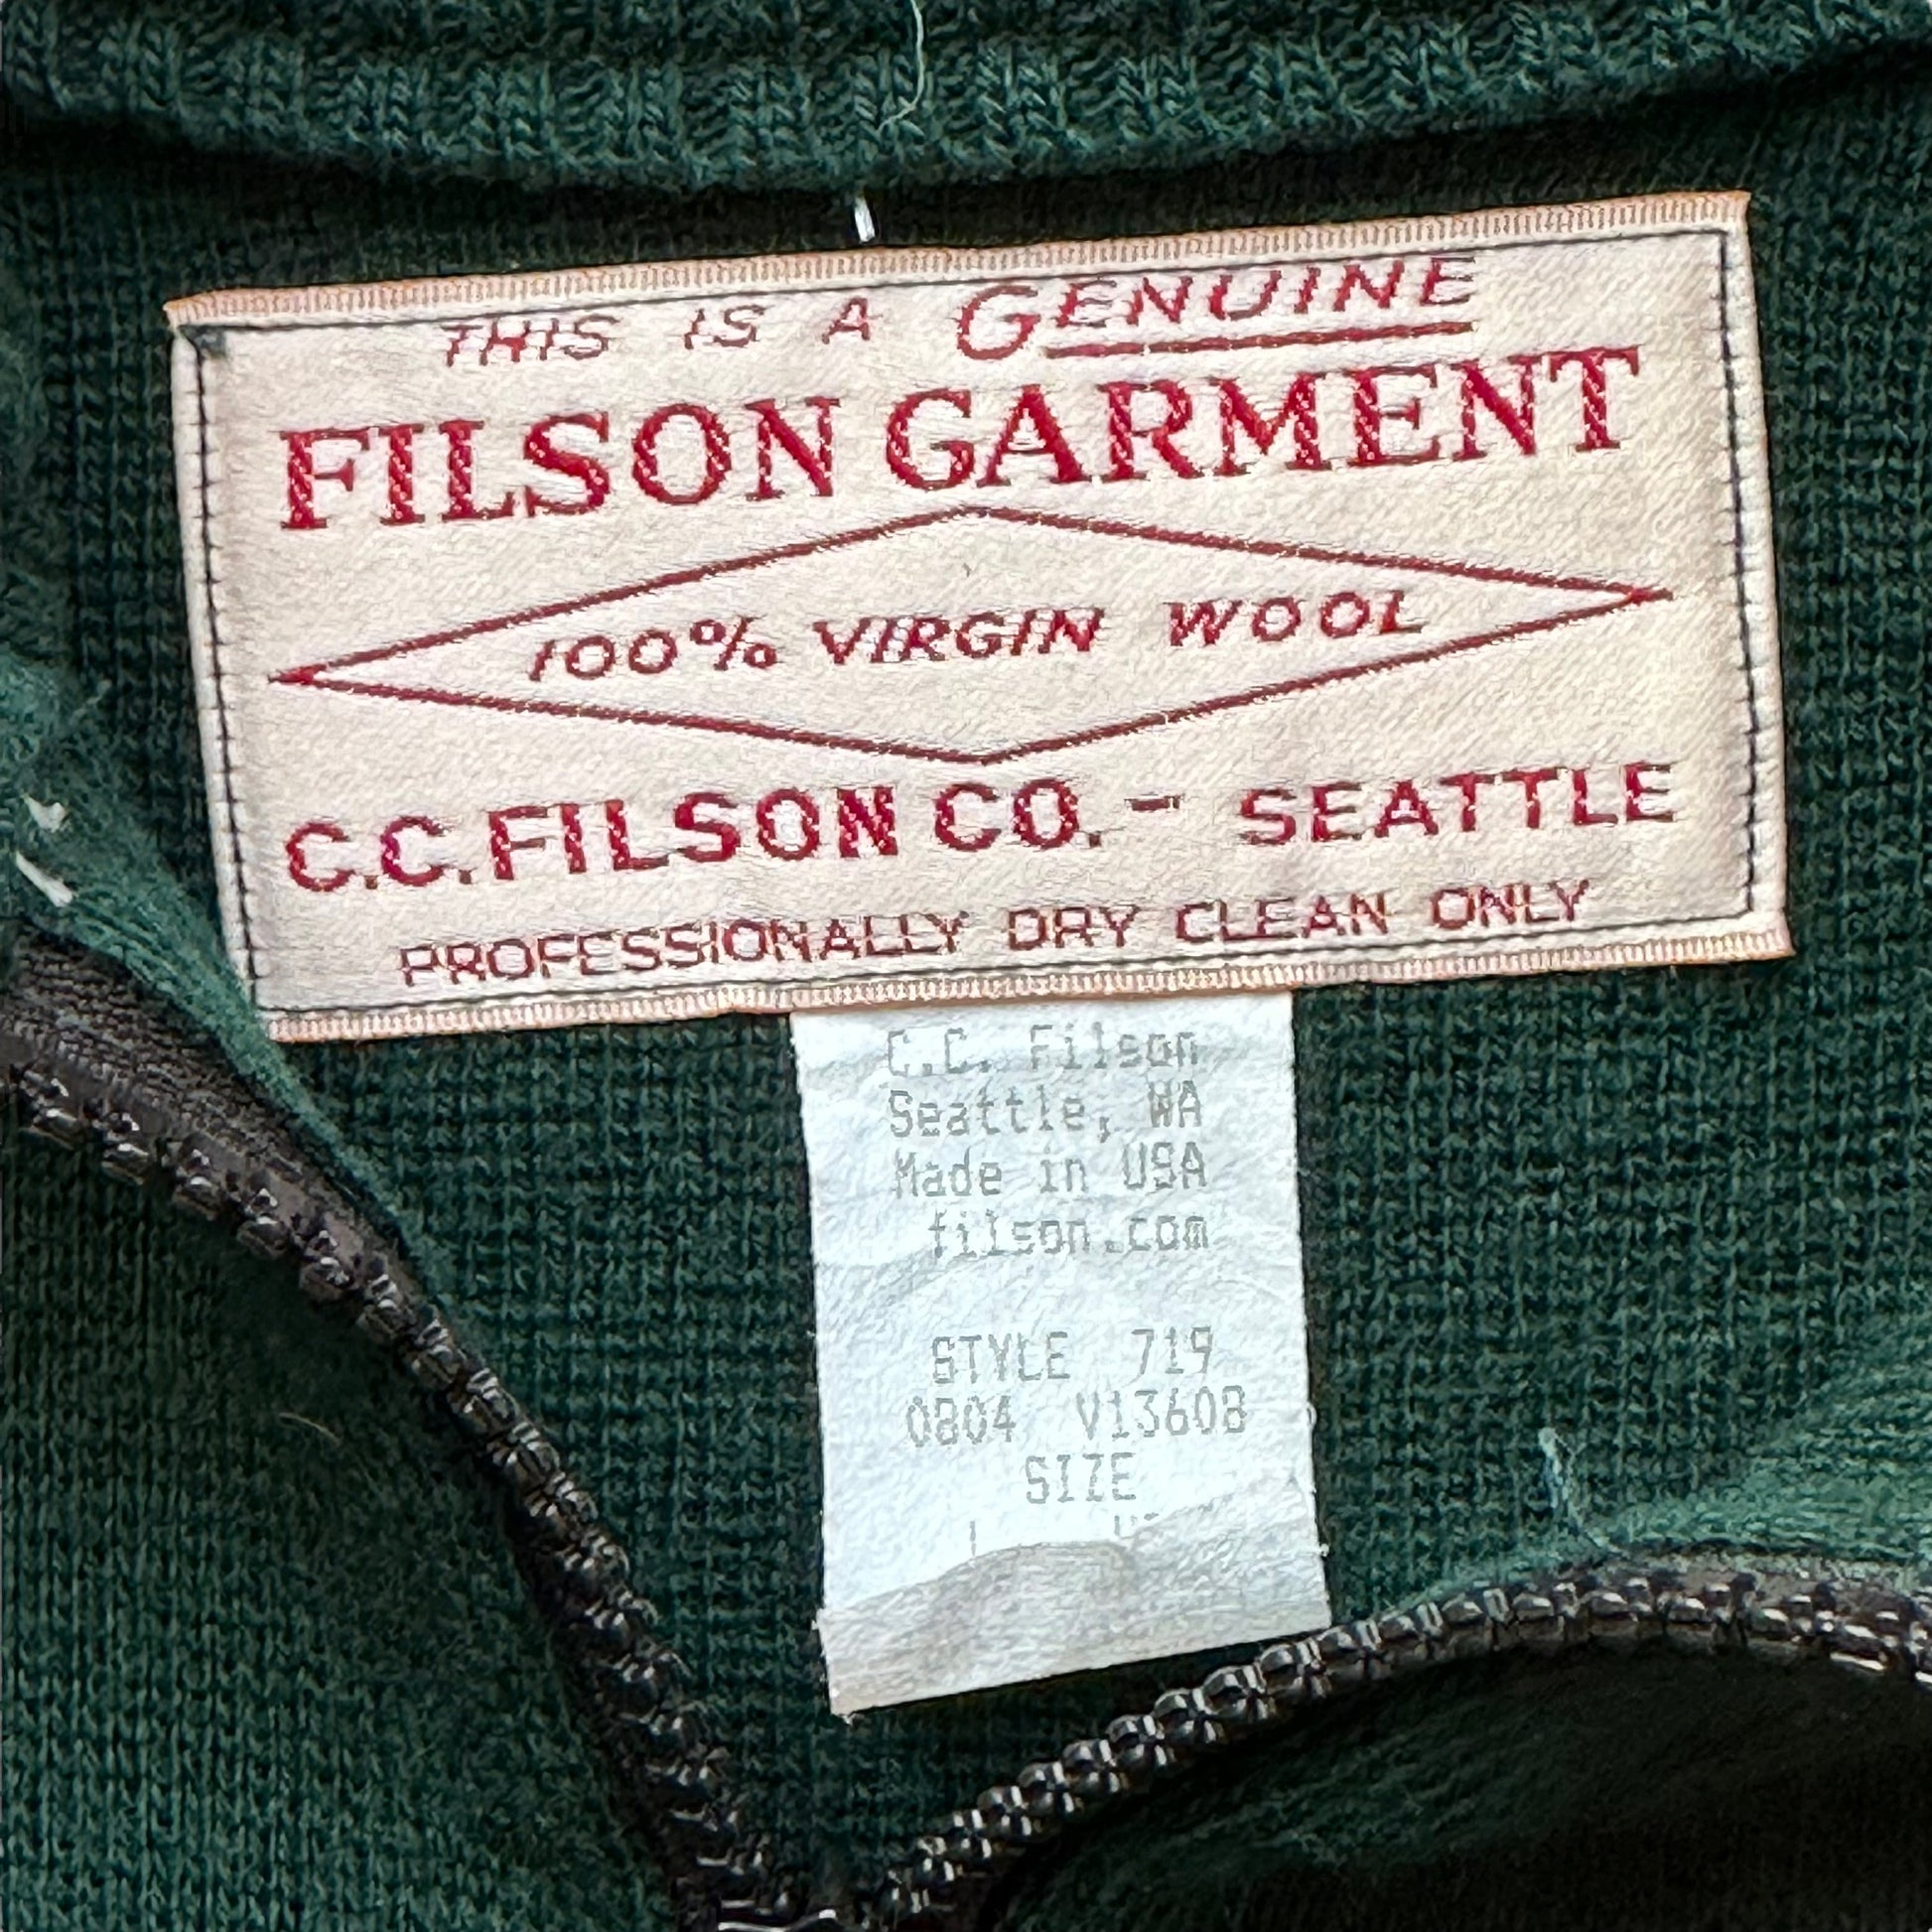 THIS IS A GENUINE
FILSON GARMENT
100% VIRGIN WOOL
C.C. FILSON CO. - SEATTLE
PROFESSIONALLY DRY CLEAN ONLY
C.C. Filson
Seattle, WA
Made in USA
filson.com
STYLE 719
0804 V13608
SIZE